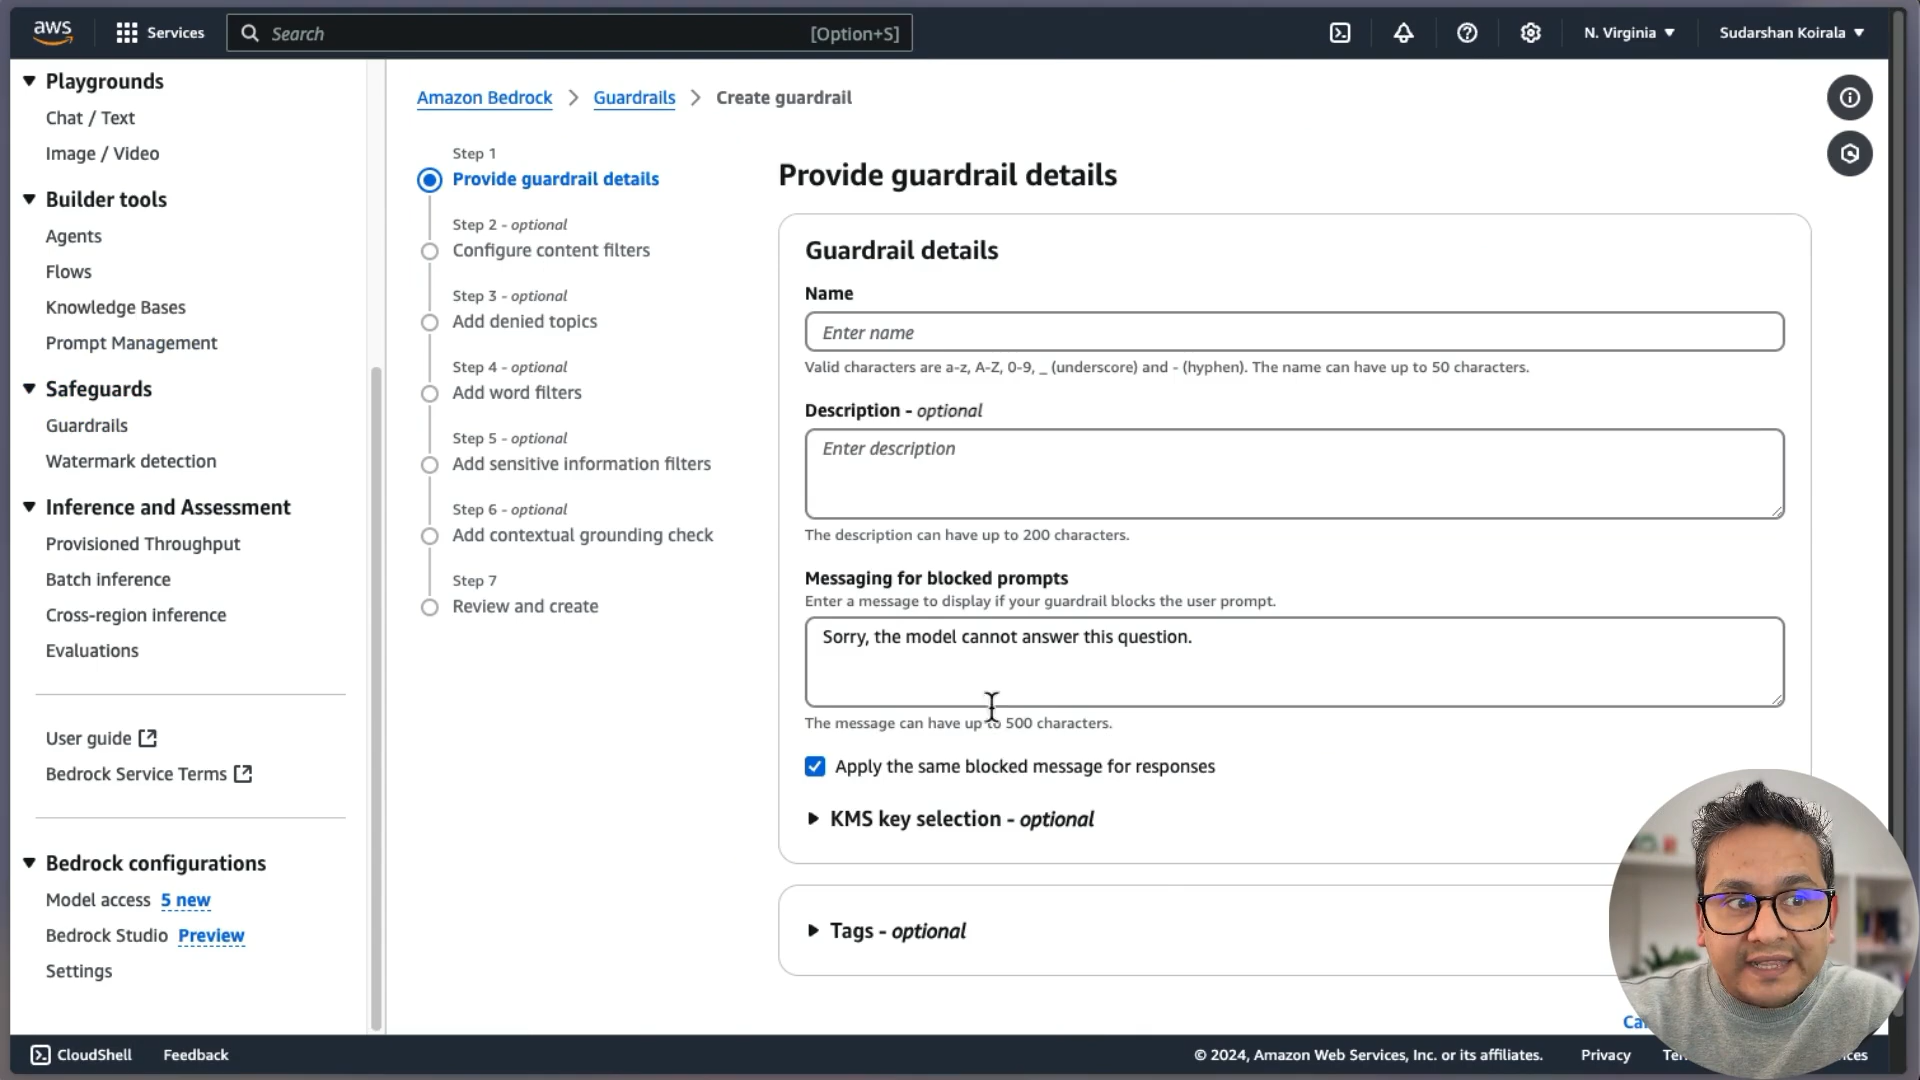 aws
Services
Search
[Option+S]
N. Virginia
Sudarshan Koirala
Playgrounds
Chat / Text
Image / Video
Builder tools
Agents
Flows
Knowledge Bases
Prompt Management
Safeguards
Guardrails
Watermark detection
Inference and Assessment
Provisioned Throughput
Batch inference
Cross-region inference
Evaluations
User guide
Bedrock Service Terms
Bedrock configurations
Model access 5 new
Bedrock Studio Preview
Settings
Amazon Bedrock
Guardrails
Create guardrail
Step 1
Provide guardrail details
Step 2 - optional
Configure content filters
Step 3 - optional
Add denied topics
Step 4 - optional
Add word filters
Step 5 - optional
Add sensitive information filters
Step 6 - optional
Add contextual grounding check
Step 7
Review and create
Provide guardrail details
Guardrail details
Name
Enter name
Valid characters are a-z, A-Z, 0-9, _ (underscore) and - (hyphen). The name can have up to 50 characters.
Description - optional
Enter description
The description can have up to 200 characters.
Messaging for blocked prompts
Enter a message to display if your guardrail blocks the user prompt.
Sorry, the model cannot answer this question.
The message can have up to 500 characters.
Apply the same blocked message for responses
KMS key selection - optional
Tags - optional
CloudShell
Feedback
© 2024, Amazon Web Services, Inc. or its affiliates.
Privacy